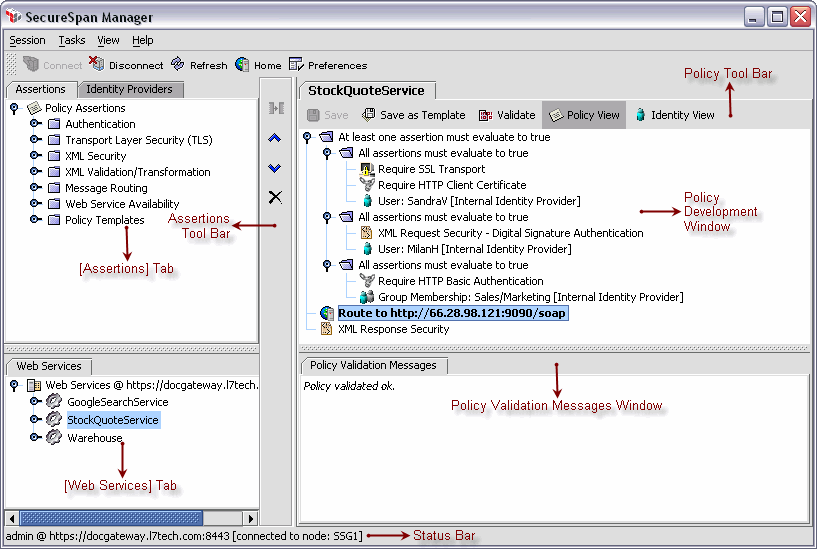 SecureSpan Manager
Session Tasks View Help
Connect Disconnect Refresh Home Preferences
Assertions Identity Providers
Policy Assertions
Authentication
Transport Layer Security (TLS)
XML Security
XML Validation/Transformation
Message Routing
Web Service Availability
Policy Templates
[Assertions] Tab
Assertions
Tool Bar
StockQuoteService
Policy Tool Bar
Save Save as Template Validate Policy View Identity View
At least one assertion must evaluate to true
All assertions must evaluate to true
Require SSL Transport
Require HTTP Client Certificate
User: SandraV [Internal Identity Provider]
All assertions must evaluate to true
XML Request Security - Digital Signature Authentication
User: MilanH [Internal Identity Provider]
All assertions must evaluate to true
Require HTTP Basic Authentication
Group Membership: Sales/Marketing [Internal Identity Provider]
Route to http://66.28.98.121:9090/soap
XML Response Security
Policy
Development
Window
Web Services
Web Services @ https://docgateway.l7tech.
GoogleSearchService
StockQuoteService
Warehouse
[Web Services] Tab
Policy Validation Messages
Policy validated ok.
Policy Validation Messages Window
admin @ https://docgateway.l7tech.com:8443 [connected to node: SSG1]
Status Bar